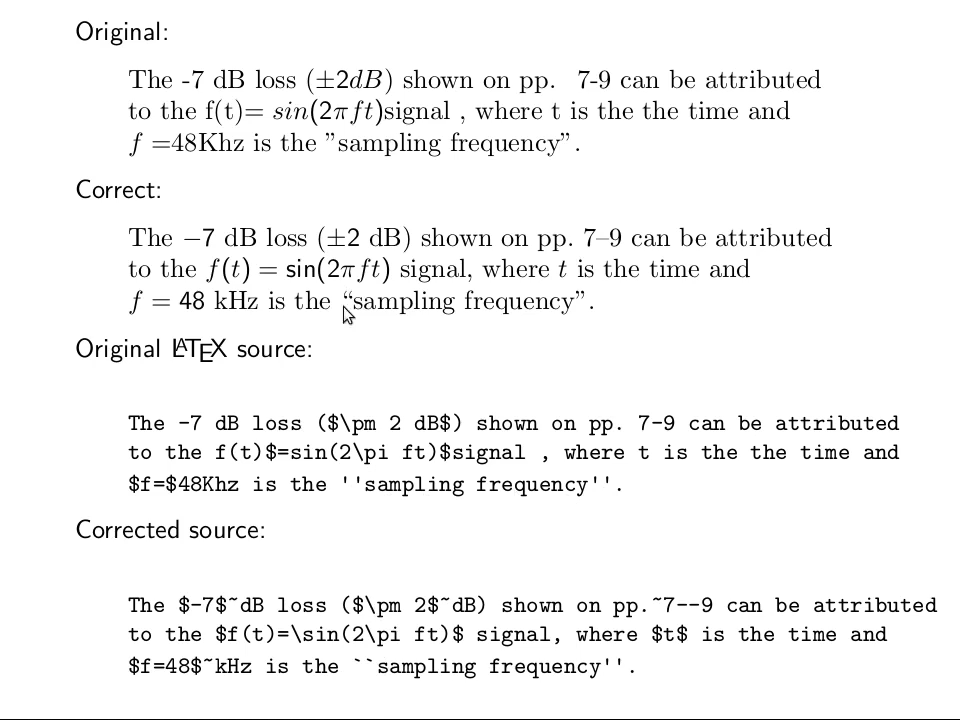 Original:
The -7 dB loss (±2dB) shown on pp. 7-9 can be attributed
to the f(t)= sin(2πft)signal , where t is the the time and
f =48Khz is the ”sampling frequency”.
Correct:
The −7 dB loss (±2 dB) shown on pp. 7–9 can be attributed
to the f(t) = sin(2πft) signal, where t is the time and
f = 48 kHz is the “sampling frequency”.
Original LATEX source:
The -7 dB loss ($\pm 2 dB$) shown on pp. 7-9 can be attributed
to the f(t)$=sin(2\pi ft)$signal , where t is the the time and
$f=$48Khz is the ''sampling frequency''.
Corrected source:
The $-7$~dB loss ($\pm 2$~dB) shown on pp.~7--9 can be attributed
to the $f(t)=\sin(2\pi ft)$ signal, where $t$ is the time and
$f=48$~kHz is the ``sampling frequency''.